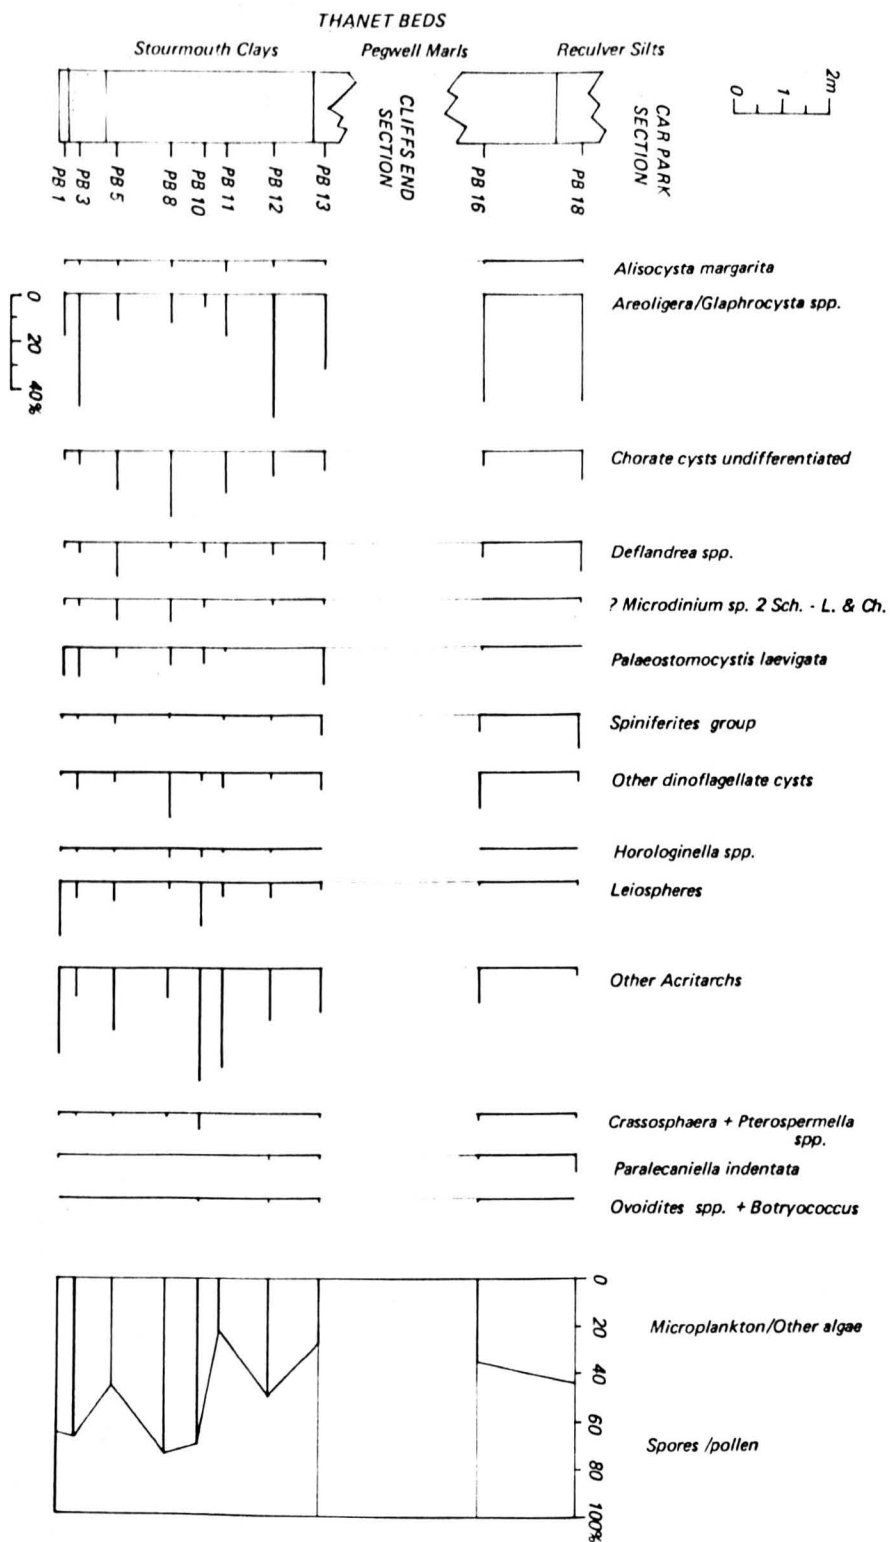 THANET BEDS
Stourmouth Clays
Pegwell Marls
Reculver Silts
CLIFFS END
SECTION
CAR PARK
SECTION
0 1 2m
PB 1
PB 3
PB 5
PB 8
PB 10
PB 11
PB 12
PB 13
PB 16
PB 18
Alisocysta margarita
Areoligera/Glaphrocysta spp.
0 20 40%
Chorate cysts undifferentiated
Deflandrea spp.
? Microdinium sp. 2 Sch. - L. & Ch.
Palaeostomocystis laevigata
Spiniferites group
Other dinoflagellate cysts
Horologinella spp.
Leiospheres
Other Acritarchs
Crassosphaera + Pterospermella
spp.
Paralecaniella indentata
Ovoidites spp. + Botryococcus
0
20
40
60
80
100%
Microplankton/Other algae
Spores /pollen